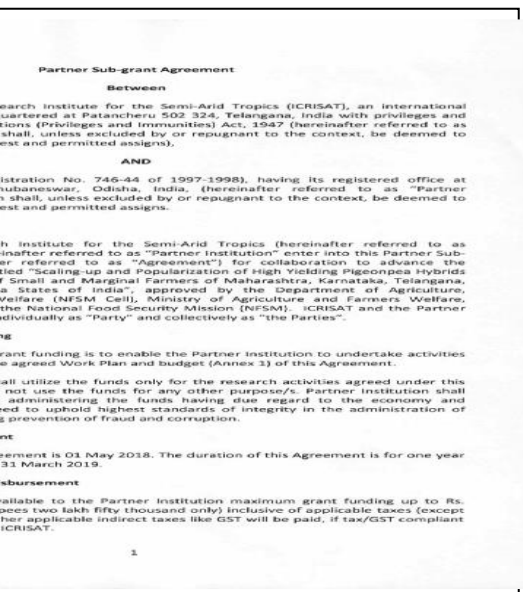 Partner Sub-grant Agreement
Between
earch Institute for the Semi-Arid Tropics (ICRISAT), an international
uartered at Patancheru 502 324, Telangana, India with privileges and
tions (Privileges and Immunities) Act, 1947 (hereinafter referred to as
shall, unless excluded by or repugnant to the context, be deemed to
est and permitted assigns),
AND
istration No. 746-44 of 1997-1998), having its registered office at
hubaneswar, Odisha, India, (hereinafter referred to as "Partner
n shall, unless excluded by or repugnant to the context, be deemed to
est and permitted assigns.
ch Institute for the Semi-Arid Tropics (hereinafter referred to as
einafter referred to as "Partner Institution" enter into this Partner Sub-
er referred to as "Agreement") for collaboration to advance the
tled "Scaling-up and Popularization of High Yielding Pigeonpea Hybrids
f Small and Marginal Farmers of Maharashtra, Karnataka, Telangana,
a States of India", approved by the Department of Agriculture,
Welfare (NFSM Cell), Ministry of Agriculture and Farmers Welfare,
the National Food Security Mission (NFSM). ICRISAT and the Partner
ndividually as "Party" and collectively as "the Parties".
ng
rant funding is to enable the Partner Institution to undertake activities
e agreed Work Plan and budget (Annex 1) of this Agreement.
all utilize the funds only for the research activities agreed under this
not use the funds for any other purpose/s. Partner Institution shall
administering the funds having due regard to the economy and
eed to uphold highest standards of integrity in the administration of
g prevention of fraud and corruption.
ent
eement is 01 May 2018. The duration of this Agreement is for one year
31 March 2019.
isbursement
vailable to the Partner Institution maximum grant funding up to Rs.
pees two lakh fifty thousand only) inclusive of applicable taxes (except
her applicable indirect taxes like GST will be paid, if tax/GST compliant
ICRISAT.
1